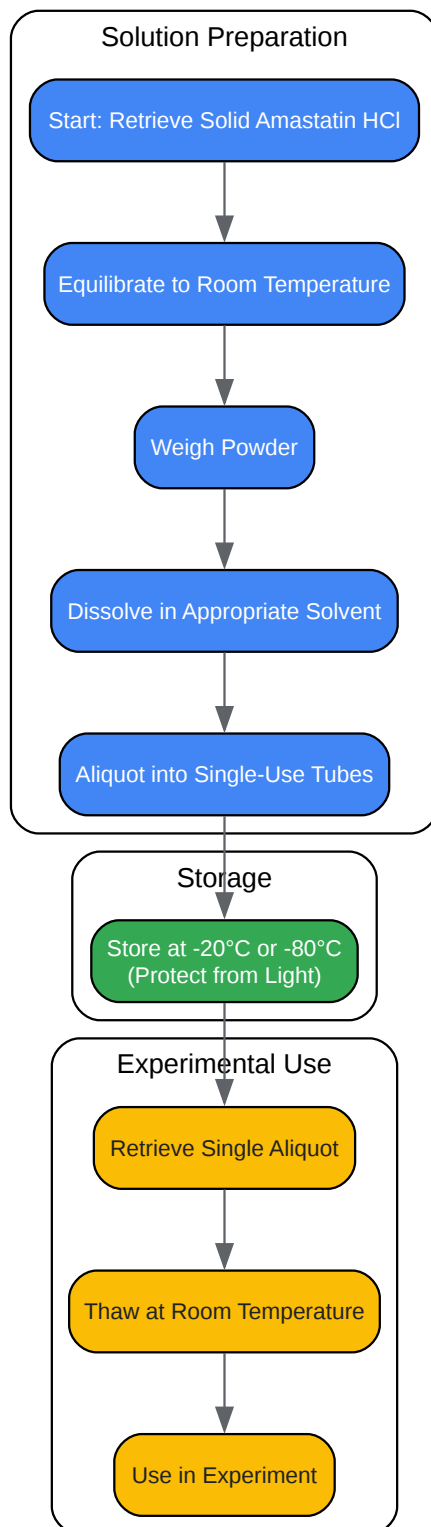 Solution Preparation
Start: Retrieve Solid Amastatin HCl
Equilibrate to Room Temperature
Weigh Powder
Dissolve in Appropriate Solvent
Aliquot into Single-Use Tubes
Storage
Store at -20°C or -80°C
(Protect from Light)
Experimental Use
Retrieve Single Aliquot
Thaw at Room Temperature
Use in Experiment